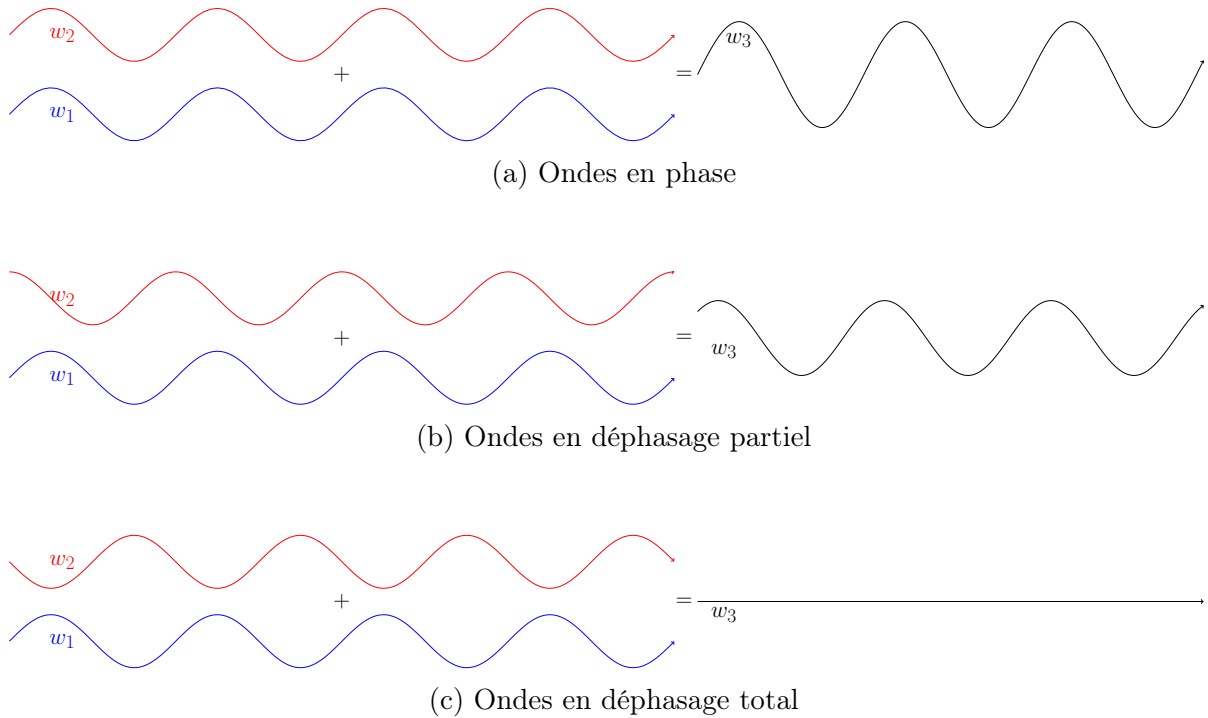 w₂
+
w₁
=
w₃
(a) Ondes en phase
w₂
+
w₁
=
w₃
(b) Ondes en déphasage partiel
w₂
+
w₁
=
w₃
(c) Ondes en déphasage total